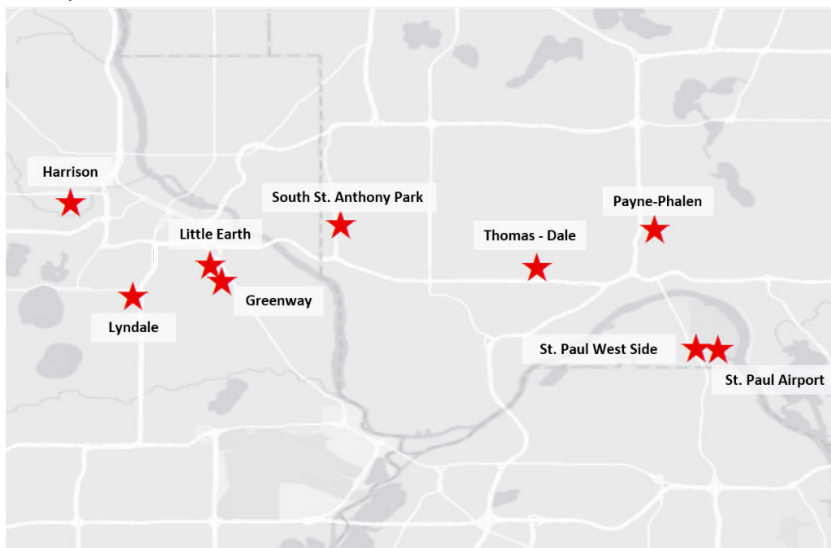 Harrison
South St. Anthony Park
Payne-Phalen
Little Earth
Thomas - Dale
Greenway
Lyndale
St. Paul West Side
St. Paul Airport